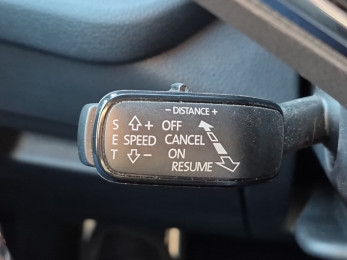 - DISTANCE +
S ⇧ + OFF
E SPEED CANCEL
T ⇩ - ON
RESUME